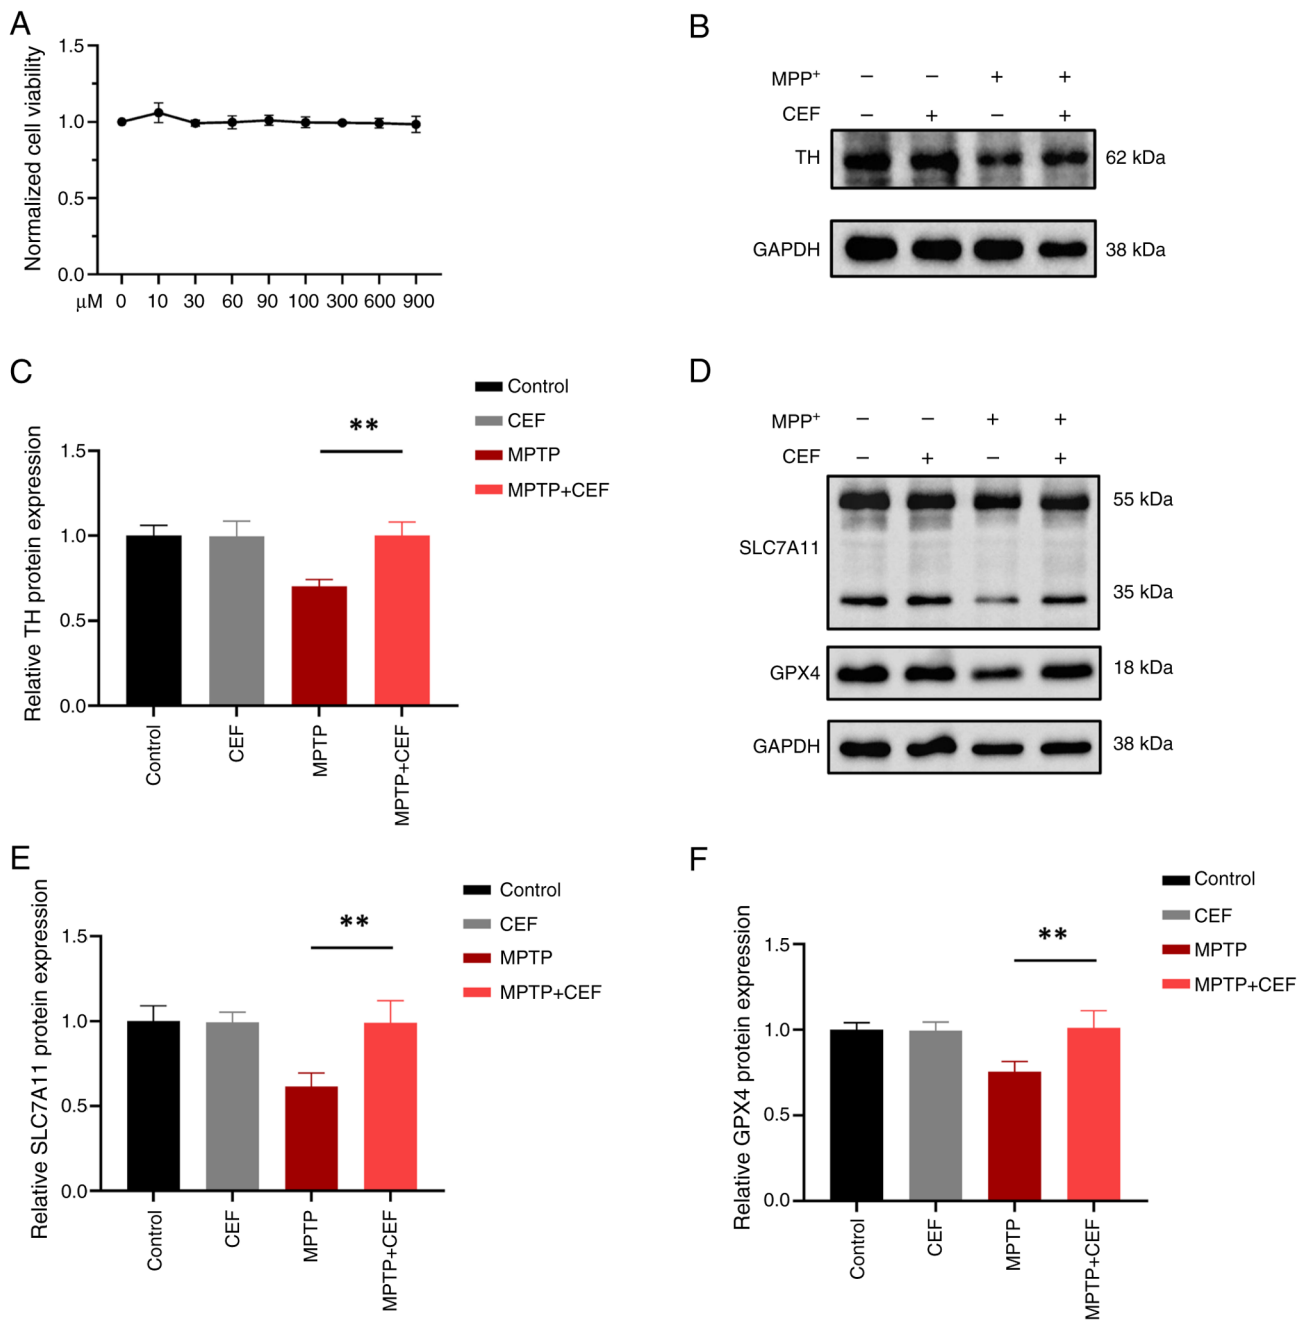 A
Normalized cell viability
1.5
1.0
0.5
0.0
μM 0 10 30 60 90 100 300 600 900
B
MPP+ − − + +
CEF − + − +
TH 62 kDa
GAPDH 38 kDa
C
Control
CEF
MPTP
MPTP+CEF
**
Relative TH protein expression
1.5
1.0
0.5
0.0
Control
CEF
MPTP
MPTP+CEF
D
MPP+ − − + +
CEF − + − +
55 kDa
SLC7A11
35 kDa
GPX4 18 kDa
GAPDH 38 kDa
E
Control
CEF
MPTP
MPTP+CEF
**
Relative SLC7A11 protein expression
1.5
1.0
0.5
0.0
Control
CEF
MPTP
MPTP+CEF
F
Control
CEF
MPTP
MPTP+CEF
**
Relative GPX4 protein expression
1.5
1.0
0.5
0.0
Control
CEF
MPTP
MPTP+CEF